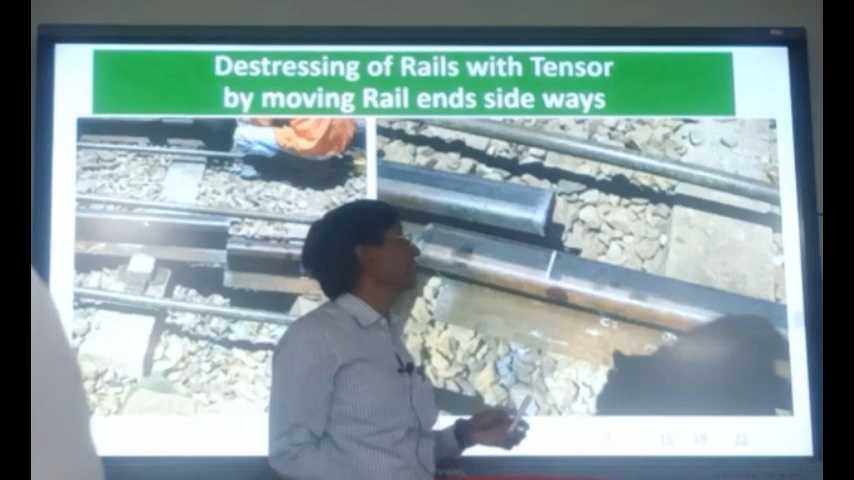 Destressing of Rails with Tensor
by moving Rail ends side ways